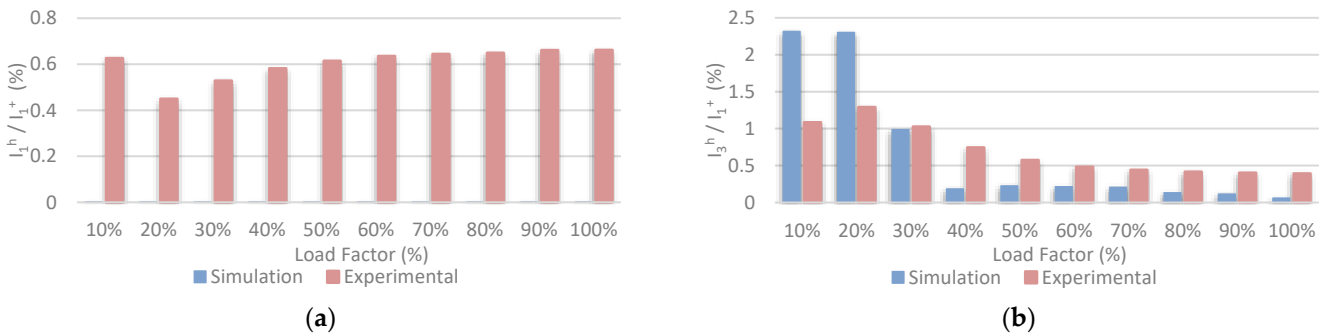 0.8
0.6
0.4
0.2
0
I₁ʰ / I₁⁺ (%)
10% 20% 30% 40% 50% 60% 70% 80% 90% 100%
Load Factor (%)
Simulation Experimental
(a)
2.5
2
1.5
1
0.5
0
I₃ʰ / I₁⁺ (%)
10% 20% 30% 40% 50% 60% 70% 80% 90% 100%
Load Factor (%)
Simulation Experimental
(b)